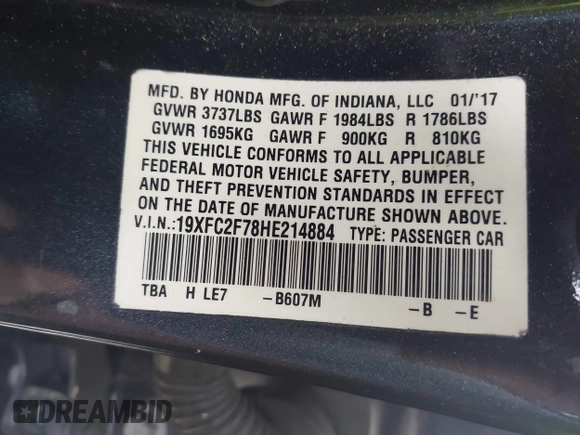 MFD. BY HONDA MFG. OF INDIANA, LLC 01/'17
GVWR 3737LBS GAWR F 1984LBS R 1786LBS
GVWR 1695KG GAWR F 900KG R 810KG
THIS VEHICLE CONFORMS TO ALL APPLICABLE
FEDERAL MOTOR VEHICLE SAFETY, BUMPER,
AND THEFT PREVENTION STANDARDS IN EFFECT
ON THE DATE OF MANUFACTURE SHOWN ABOVE.
V.I.N.:19XFC2F78HE214884 TYPE: PASSENGER CAR
TBA H LE7 -B607M -B -E
DREAMBID